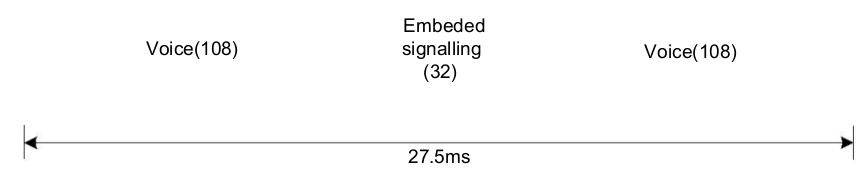 Voice(108)
Embeded
signalling
(32)
Voice(108)
27.5ms